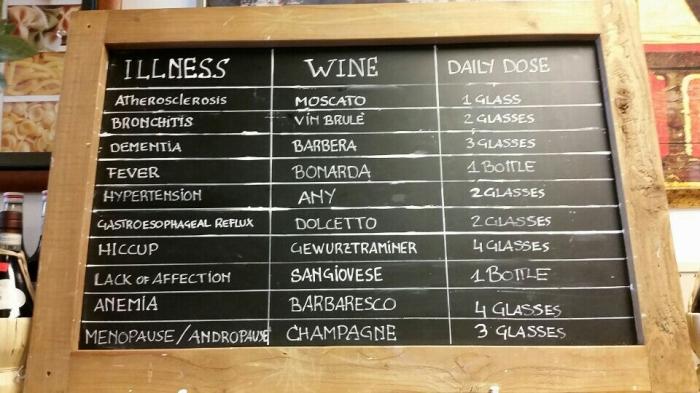 ILLNESS WINE DAILY DOSE
Atherosclerosis MOSCATO 1 GLASS
BRONCHITIS VIN BRULÉ 2 GLASSES
DEMENTIA BARBERA 3 GLASSES
FEVER BONARDA 1 BOTTLE
HYPERTENSION ANY 2 GLASSES
GASTROESOPHAGEAL REFLUX DOLCETTO 2 GLASSES
HICCUP GEWURZTRAMINER 4 GLASSES
LACK OF AFFECTION SANGIOVESE 1 BOTTLE
ANEMIA BARBARESCO 4 GLASSES
MENOPAUSE/ANDROPAUSE CHAMPAGNE 3 GLASSES